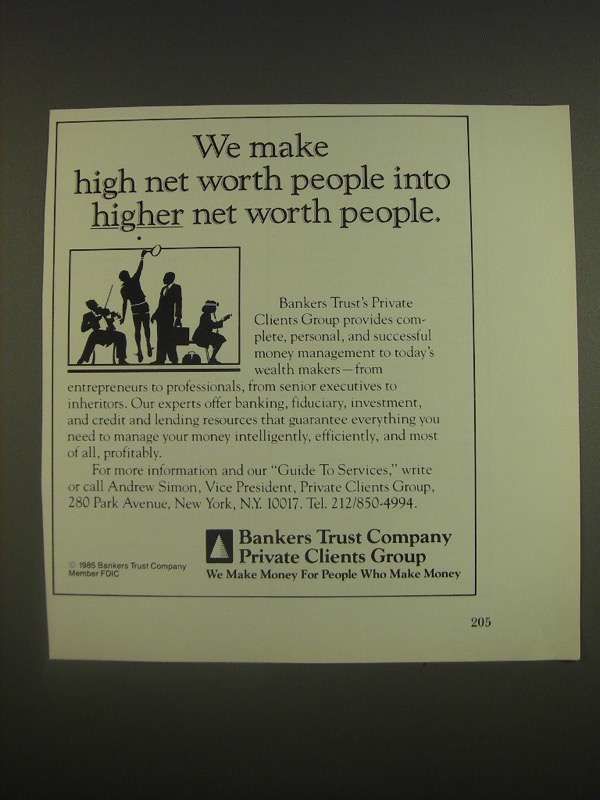 We make
high net worth people into
higher net worth people.
Bankers Trust's Private
Clients Group provides com-
plete, personal, and successful
money management to today's
wealth makers—from
entrepreneurs to professionals, from senior executives to
inheritors. Our experts offer banking, fiduciary, investment,
and credit and lending resources that guarantee everything you
need to manage your money intelligently, efficiently, and most
of all, profitably.
For more information and our "Guide To Services," write
or call Andrew Simon, Vice President, Private Clients Group,
280 Park Avenue, New York, N.Y. 10017. Tel. 212/850-4994.
© 1985 Bankers Trust Company
Member FDIC
Bankers Trust Company
Private Clients Group
We Make Money For People Who Make Money
205